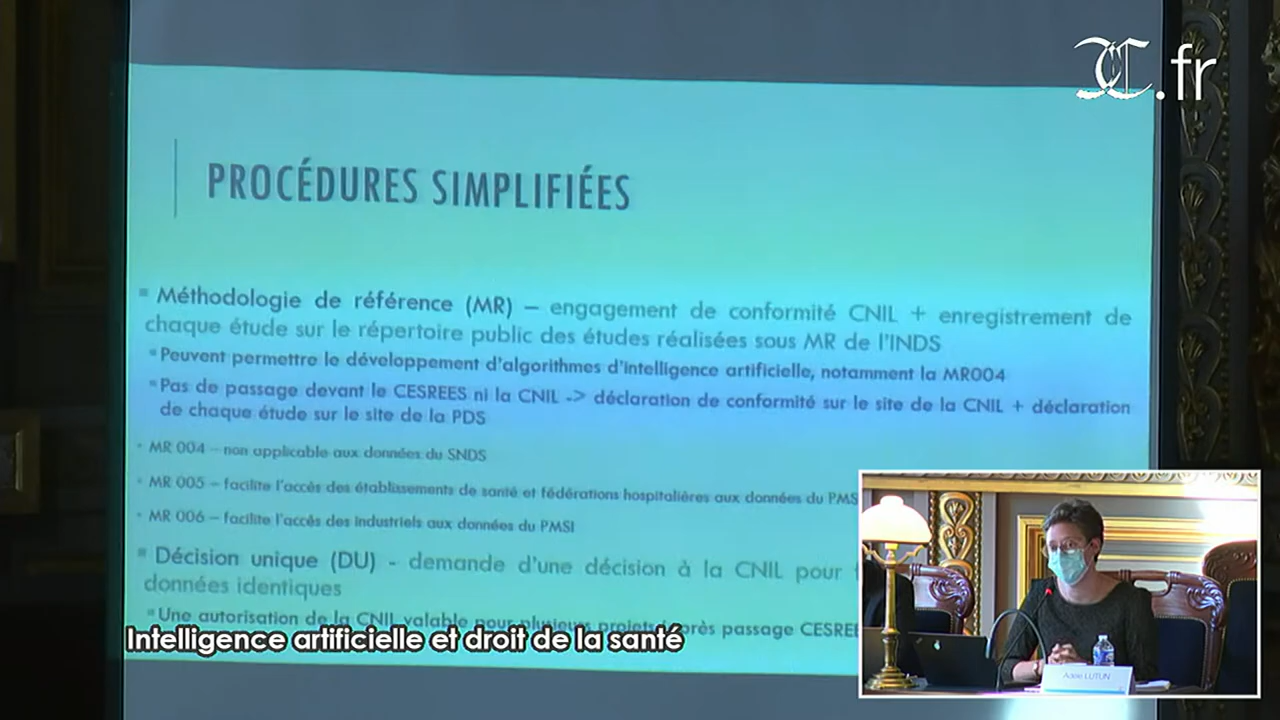 .fr
PROCÉDURES SIMPLIFIÉES
Méthodologie de référence (MR) – engagement de conformité CNIL + enregistrement de
chaque étude sur le répertoire public des études réalisées sous MR de l'INDS
Peuvent permettre le développement d'algorithmes d'intelligence artificielle, notamment la MR004
Pas de passage devant le CESREES ni la CNIL -> déclaration de conformité sur le site de la CNIL + déclaration
de chaque étude sur le site de la PDS
MR 004 – non applicable aux données du SNDS
MR 005 – facilite l'accès des établissements de santé et fédérations hospitalières aux données du PMS
MR 006 – facilite l'accès des industriels aux données du PMSI
Décision unique (DU) - demande d'une décision à la CNIL pour
données identiques
Une autorisation de la CNIL valable pour plusieurs projets après passage CESREE
Intelligence artificielle et droit de la santé
LUTUN